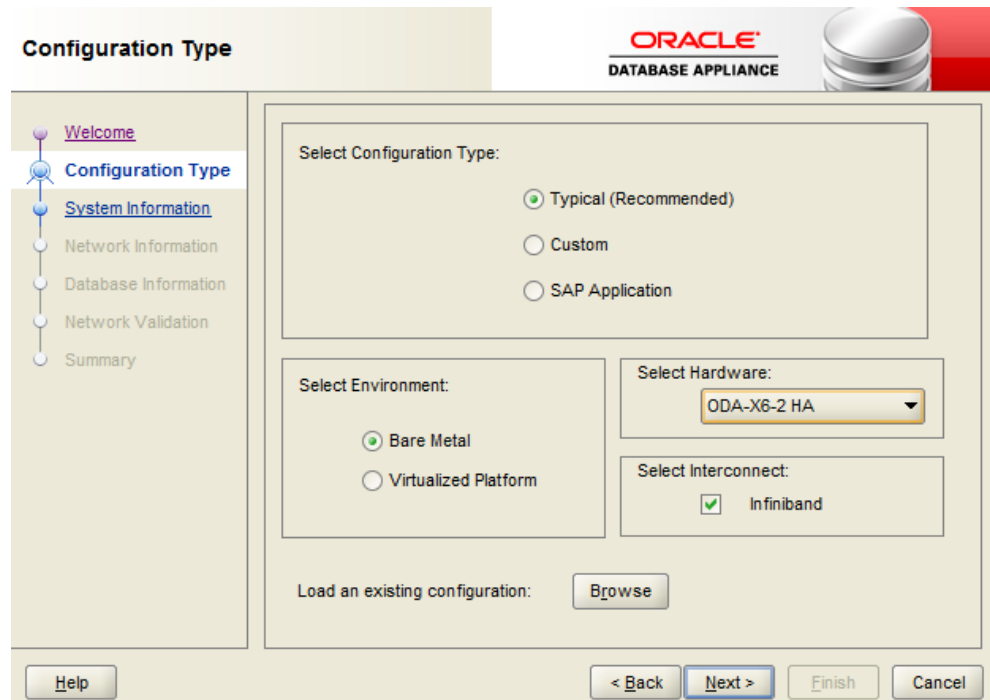 Configuration Type
ORACLE
DATABASE APPLIANCE
Welcome
Configuration Type
System Information
Network Information
Database Information
Network Validation
Summary
Select Configuration Type:
Typical (Recommended)
Custom
SAP Application
Select Environment:
Bare Metal
Virtualized Platform
Select Hardware:
ODA-X6-2 HA
Select Interconnect:
Infiniband
Load an existing configuration:
Browse
Help
< Back
Next >
Finish
Cancel